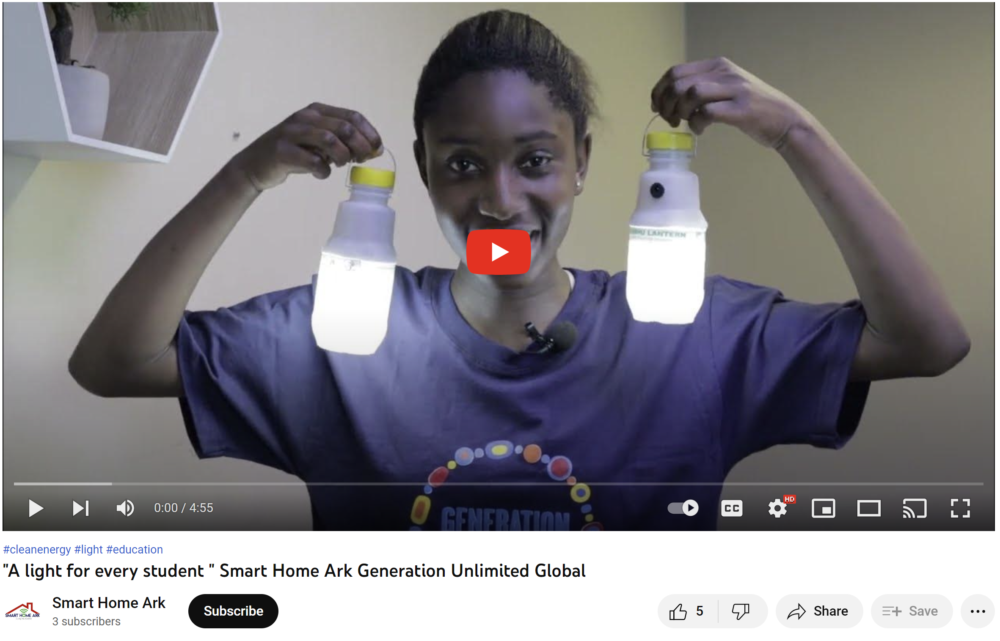 LANTERN
GENERATION
0:00 / 4:55
CC
HD
#cleanenergy #light #education
"A light for every student " Smart Home Ark Generation Unlimited Global
SMART HOME ARK
Smart Home Ark
3 subscribers
Subscribe
5
Share
Save